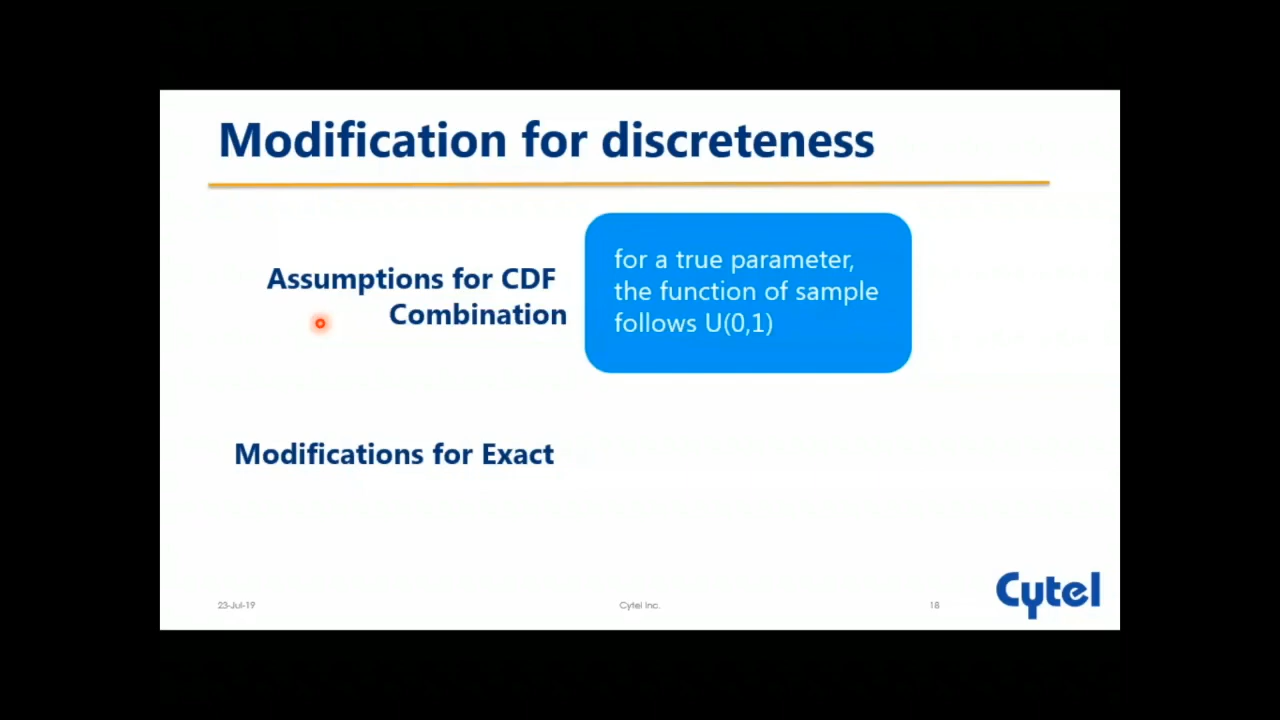 Modification for discreteness
Assumptions for CDF
Combination
for a true parameter,
the function of sample
follows U(0,1)
Modifications for Exact
23-Jul-19
Cytel Inc.
18
Cytel